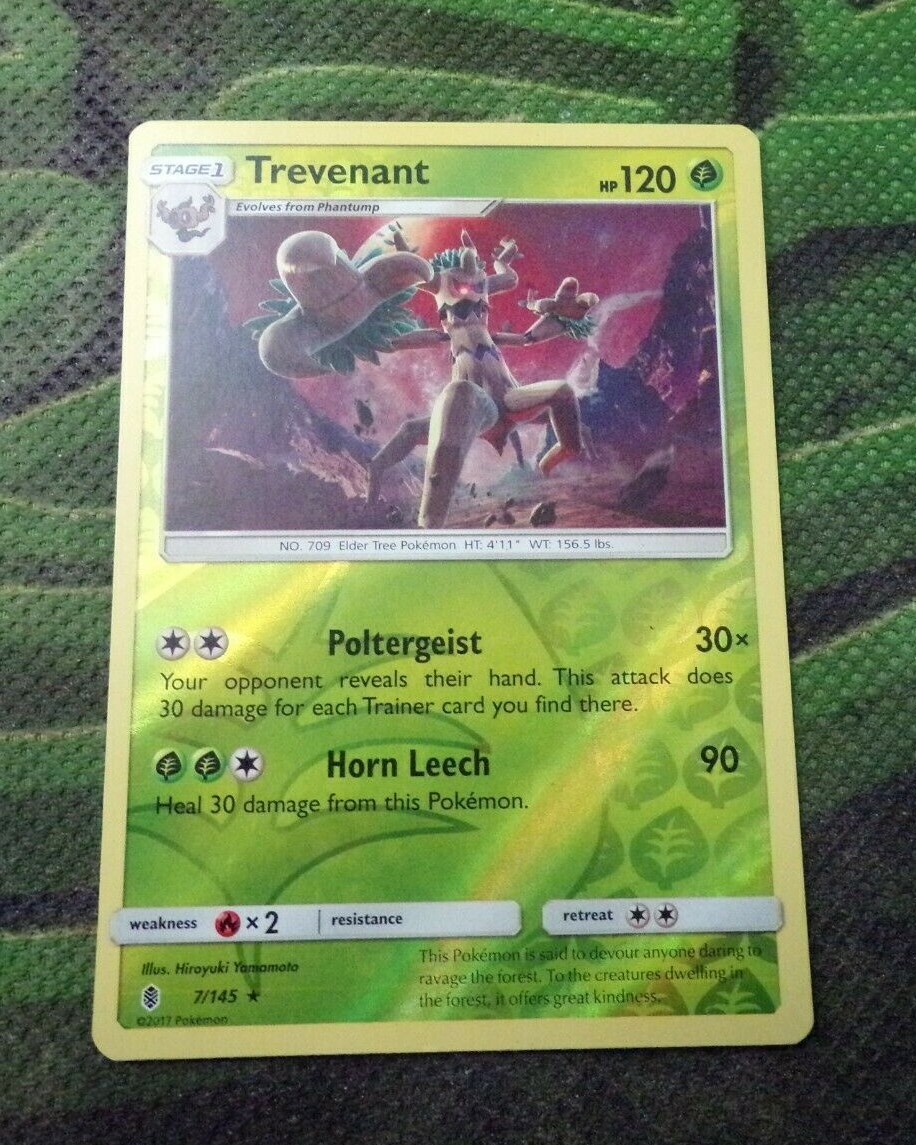 STAGE1 Trevenant HP 120
Evolves from Phantump
NO. 709 Elder Tree Pokémon HT: 4'11" WT: 156.5 lbs.
Poltergeist 30×
Your opponent reveals their hand. This attack does
30 damage for each Trainer card you find there.
Horn Leech 90
Heal 30 damage from this Pokémon.
weakness × 2 resistance retreat
Illus. Hiroyuki Yamamoto
7/145 ★
©2017 Pokémon
This Pokémon is said to devour anyone daring to
ravage the forest. To the creatures dwelling in
the forest, it offers great kindness.